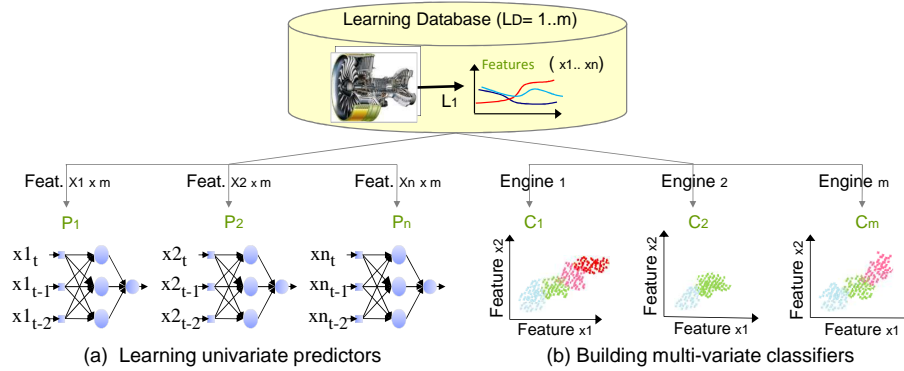 Learning Database (LD= 1..m)
Features ( x1.. xn)
L1
Feat. X1 x m
Feat. X2 x m
Feat. Xn x m
Engine 1
Engine 2
Engine m
P1
P2
Pn
C1
C2
Cm
x1t
x1t-1
x1t-2
x2t
x2t-1
x2t-2
xnt
xnt-1
xnt-2
Feature x2
Feature x1
Feature x2
Feature x1
Feature x2
Feature x1
(a) Learning univariate predictors
(b) Building multi-variate classifiers